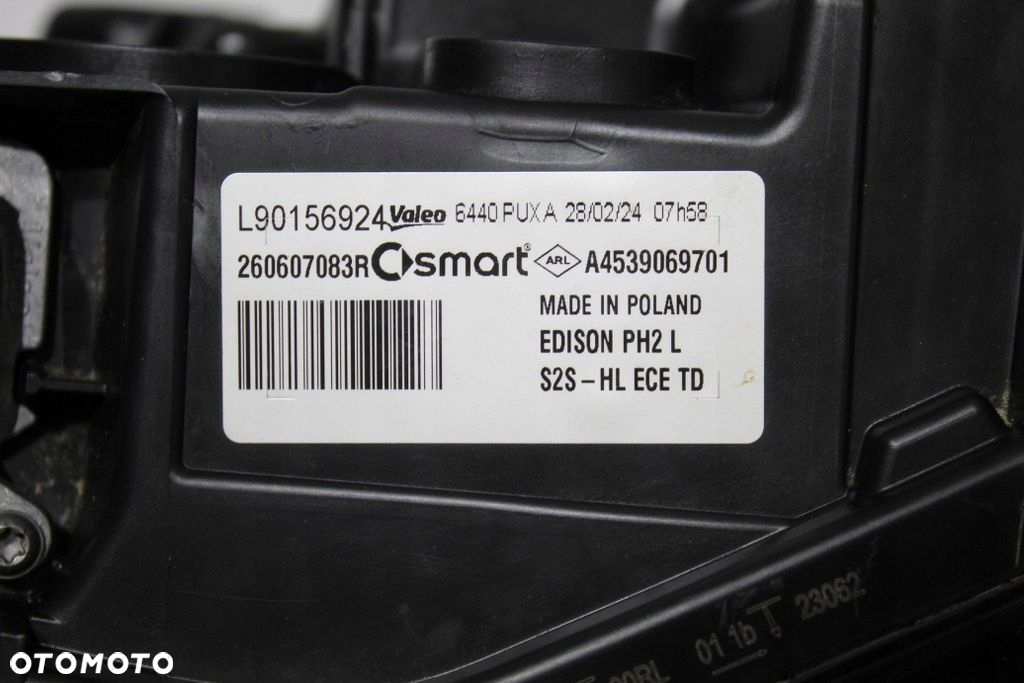 L90156924 Valeo 6440 PUX A 28/02/24 07h58
260607083R smart ARL A4539069701
MADE IN POLAND
EDISON PH2 L
S2S-HL ECE TD
01 1b 23062
OTOMOTO